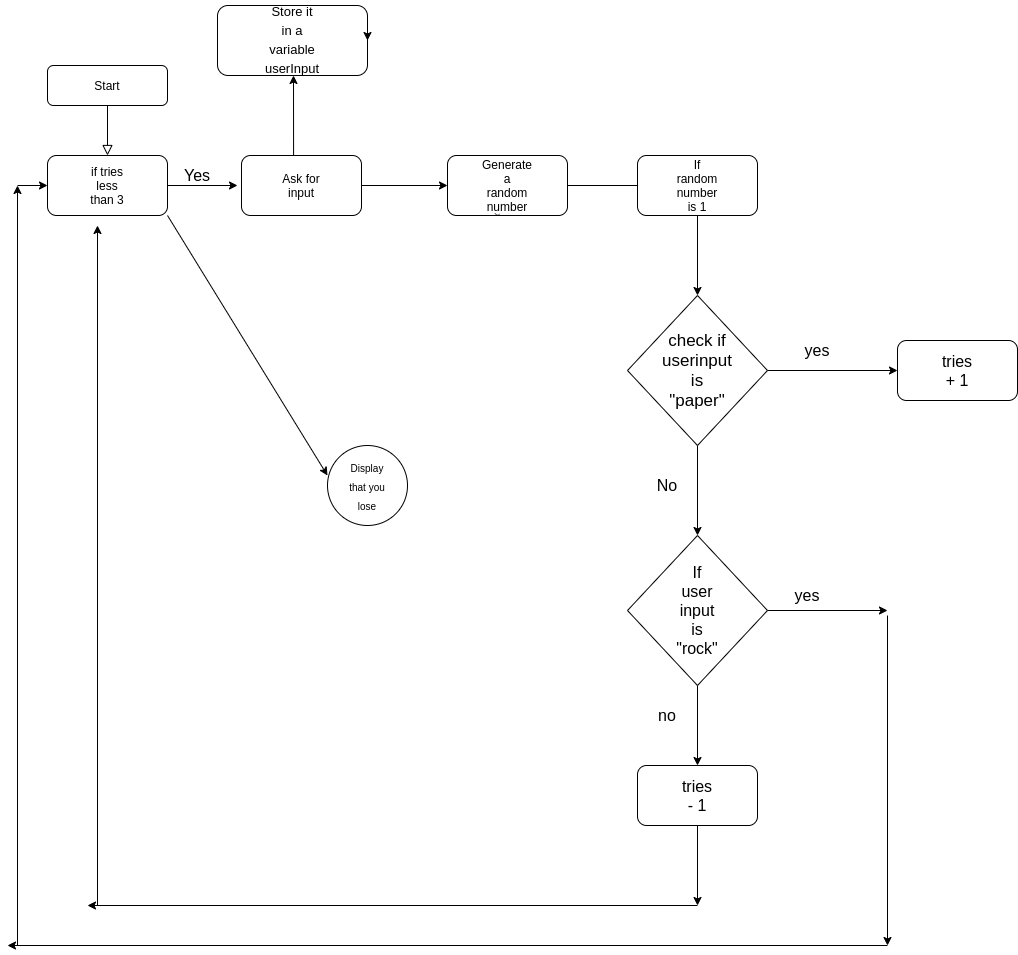 Store it
in a
variable
userInput
Start
if tries
less
than 3
Yes
Ask for
input
Generate
a
random
number
If
random
number
is 1
check if
userinput
is
"paper"
yes
tries
+ 1
No
Display
that you
lose
If
user
input
is
"rock"
yes
no
tries
- 1